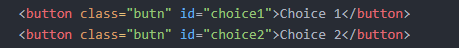 <button class="butn" id="choice1">Choice 1</button>
<button class="butn" id="choice2">Choice 2</button>